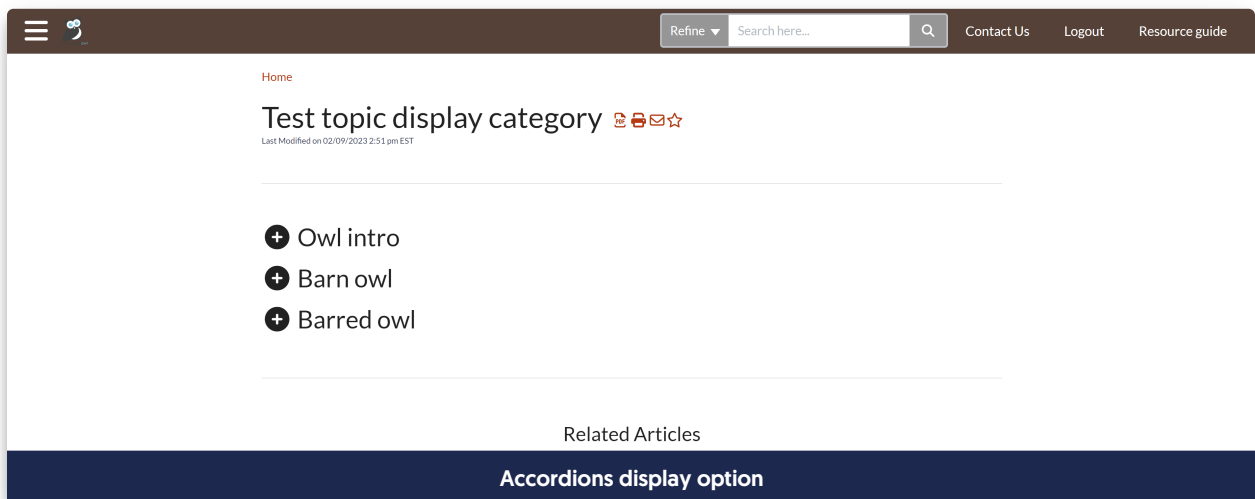 Refine Search here... Contact Us Logout Resource guide
Home
Test topic display category PDF
Last Modified on 02/09/2023 2:51 pm EST
Owl intro
Barn owl
Barred owl
Related Articles
Accordions display option